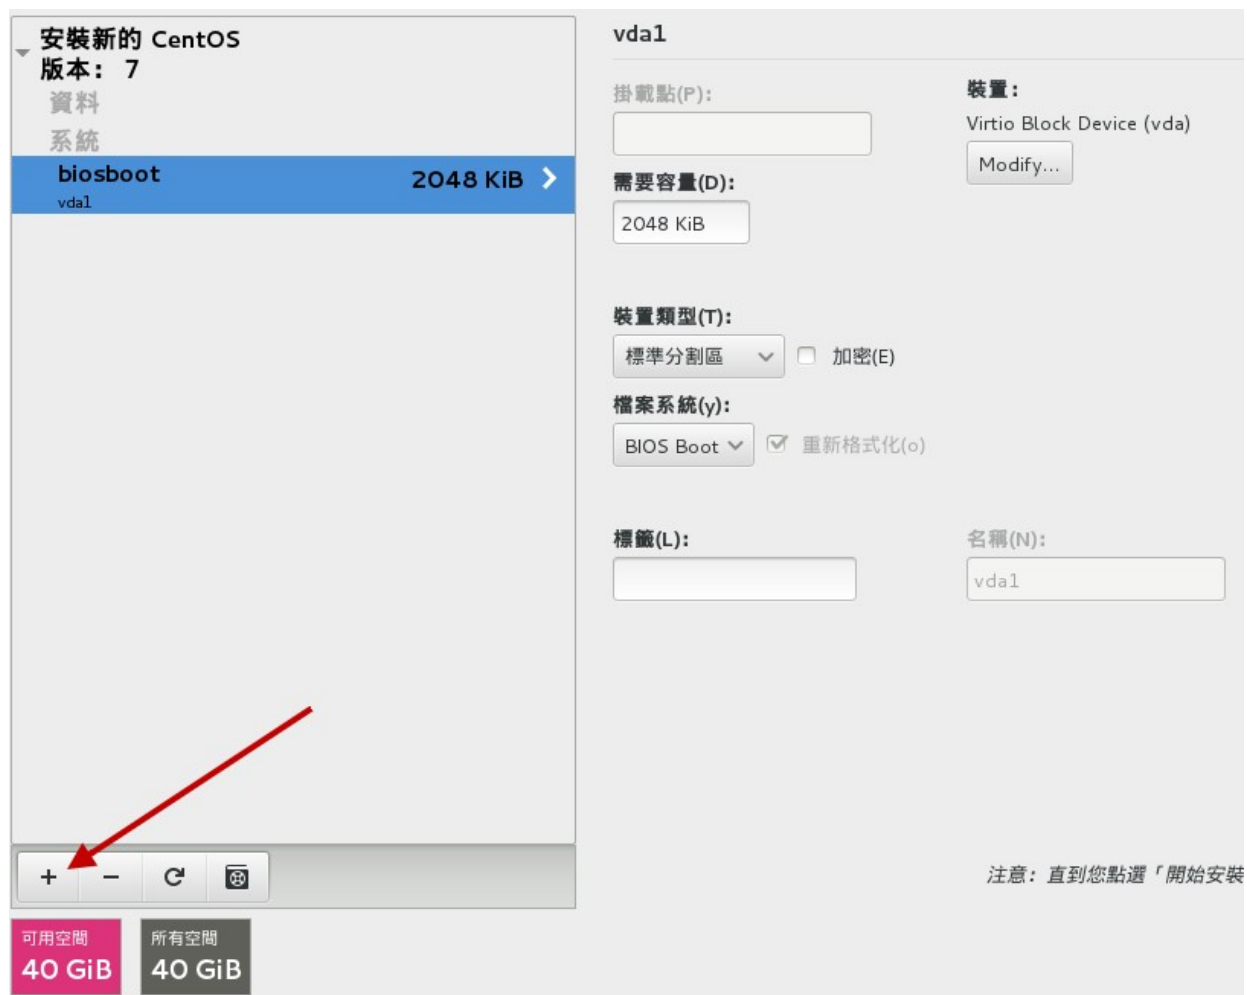 安裝新的 CentOS
版本： 7
資料
系統
biosboot
2048 KiB
vda1
+
-
可用空間
40 GiB
所有空間
40 GiB
vda1
掛載點(P)：
裝置：
Virtio Block Device (vda)
Modify...
需要容量(D)：
2048 KiB
裝置類型(T)：
標準分割區
加密(E)
檔案系統(y)：
BIOS Boot
重新格式化(o)
標籤(L)：
名稱(N)：
vda1
注意：直到您點選「開始安裝